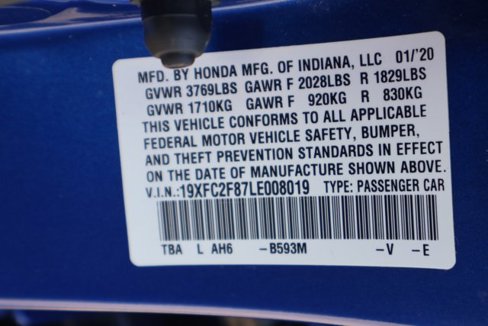 MFD. BY HONDA MFG. OF INDIANA, LLC 01/'20
GVWR 3769LBS GAWR F 2028LBS R 1829LBS
GVWR 1710KG GAWR F 920KG R 830KG
THIS VEHICLE CONFORMS TO ALL APPLICABLE
FEDERAL MOTOR VEHICLE SAFETY, BUMPER,
AND THEFT PREVENTION STANDARDS IN EFFECT
ON THE DATE OF MANUFACTURE SHOWN ABOVE.
V.I.N.:19XFC2F87LE008019 TYPE: PASSENGER CAR
TBA L AH6 -B593M -V -E